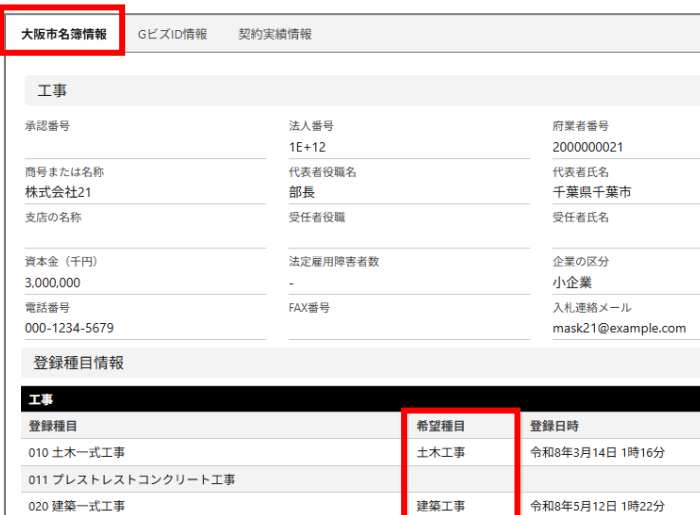 大阪市名簿情報 GビズID情報 契約実績情報
工事
承認番号 法人番号 府業者番号
1E+12 2000000021
商号または名称 代表者役職名 代表者氏名
株式会社21 部長 千葉県千葉市
支店の名称 受任者役職 受任者氏名
資本金（千円） 法定雇用障害者数 企業の区分
3,000,000 - 小企業
電話番号 FAX番号 入札連絡メール
000-1234-5679 mask21@example.com
登録種目情報
工事
登録種目 希望種目 登録日時
010 土木一式工事 土木工事 令和8年3月14日 1時16分
011 プレストレストコンクリート工事
020 建築一式工事 建築工事 令和8年5月12日 1時22分